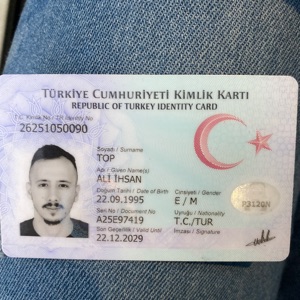 TÜRKİYE CUMHURİYETİ KİMLİK KARTI
REPUBLIC OF TURKEY IDENTITY CARD
T.C. Kimlik No / TR Identity No
26251050090
Soyadı / Surname
TOP
Adı / Given Name(s)
ALİ İHSAN
Doğum Tarihi / Date of Birth Cinsiyeti / Gender
22.09.1995 E / M
Seri No / Document No Uyruğu / Nationality
A25E97419 T.C./TUR
Son Geçerlilik / Valid Until İmzası / Signature
22.12.2029